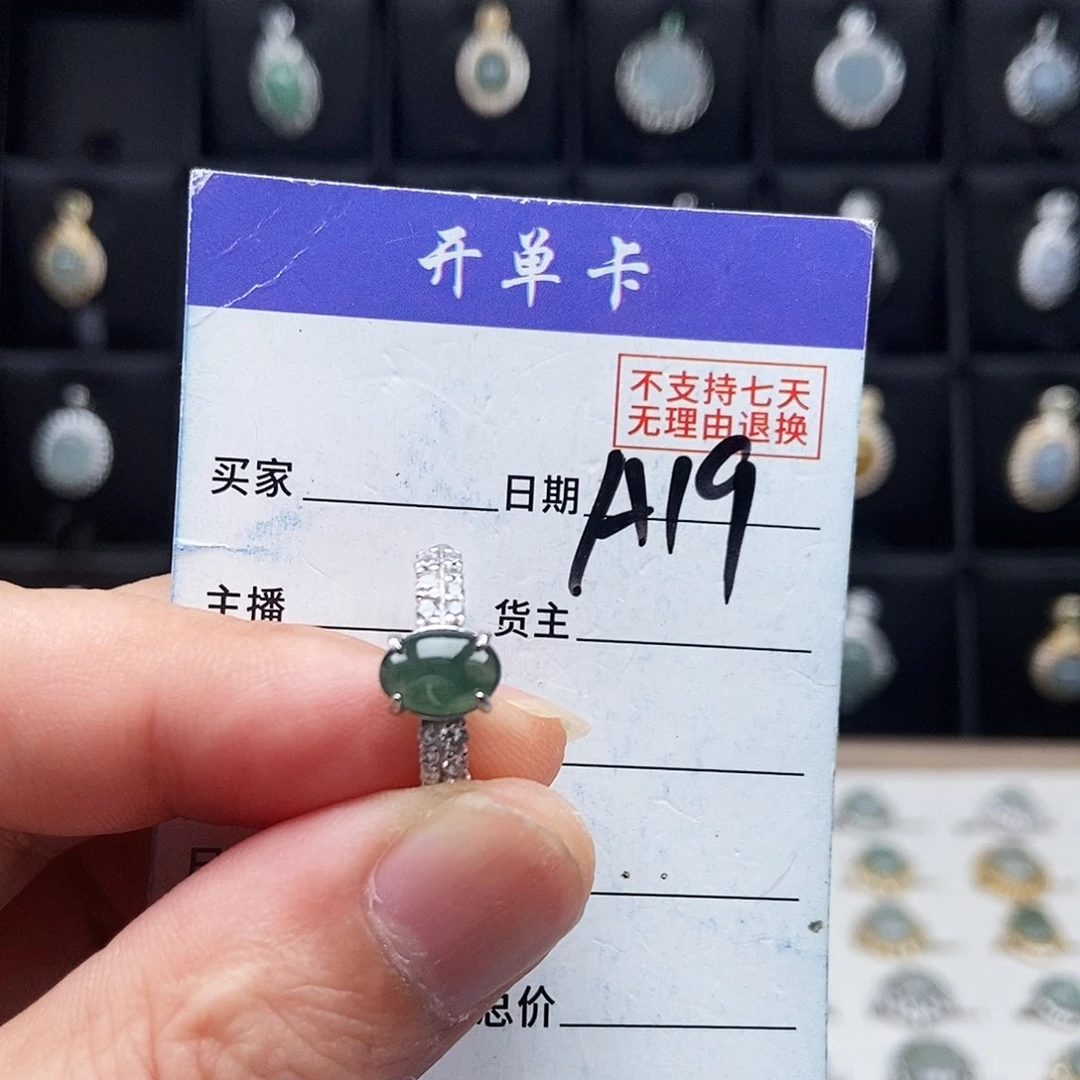 开单卡
不支持七天
无理由退换
买家 日期 A19
主播 货主
总价